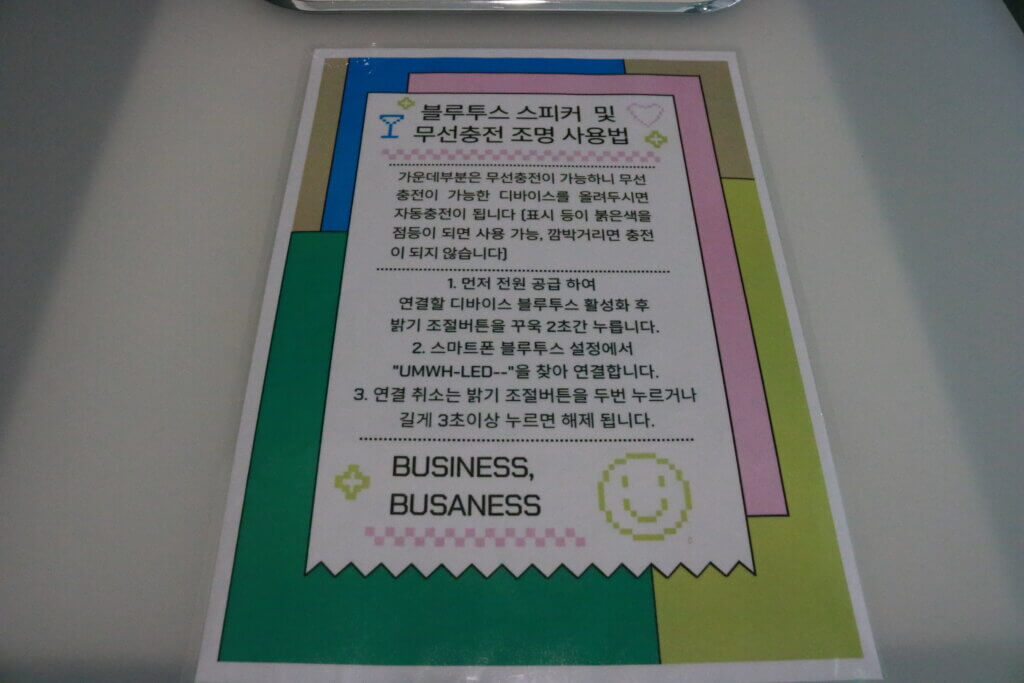 블루투스 스피커 및
무선충전 조명 사용법
가운데부분은 무선충전이 가능하니 무선
충전이 가능한 디바이스를 올려두시면
자동충전이 됩니다 (표시 등이 붉은색을
점등이 되면 사용 가능, 깜박거리면 충전
이 되지 않습니다)
1. 먼저 전원 공급 하여
연결할 디바이스 블루투스 활성화 후
밝기 조절버튼을 꾸욱 2초간 누릅니다.
2. 스마트폰 블루투스 설정에서
"UMWH-LED--"을 찾아 연결합니다.
3. 연결 취소는 밝기 조절버튼을 두번 누르거나
길게 3초이상 누르면 해제 됩니다.
BUSINESS,
BUSANESS